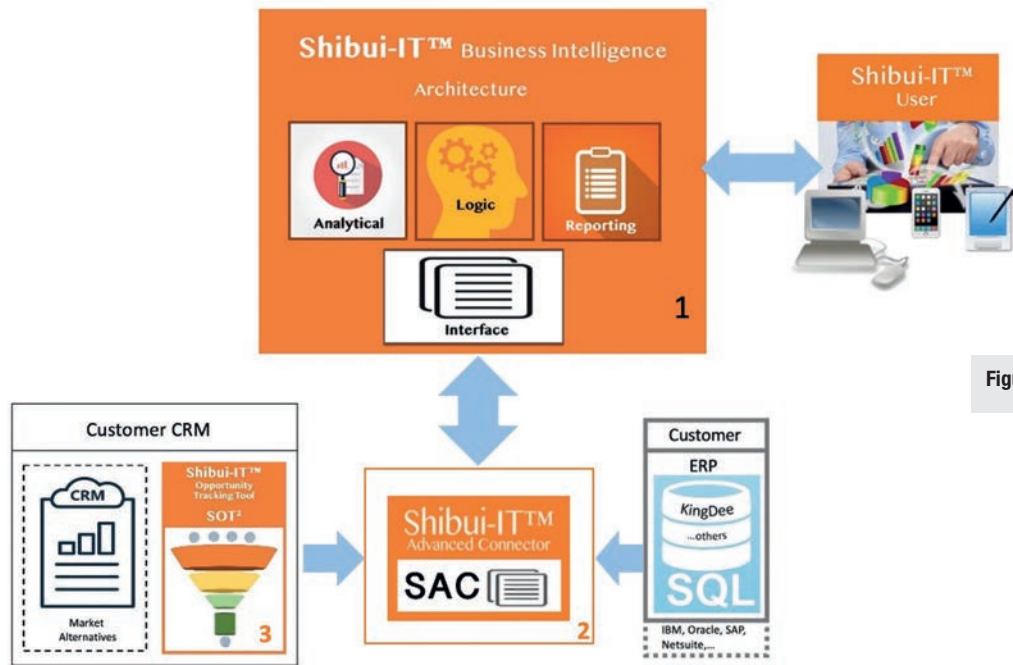 Shibui-IT™ Business Intelligence
Architecture
Analytical
Logic
Reporting
Interface
1
Shibui-IT™
User
Customer CRM
CRM
Market
Alternatives
Shibui-IT™
Opportunity
Tracking Tool
SOT²
3
Shibui-IT™
Advanced Connector
SAC
2
Customer
ERP
KingDee
...others
SQL
IBM, Oracle, SAP,
Netsuite,...